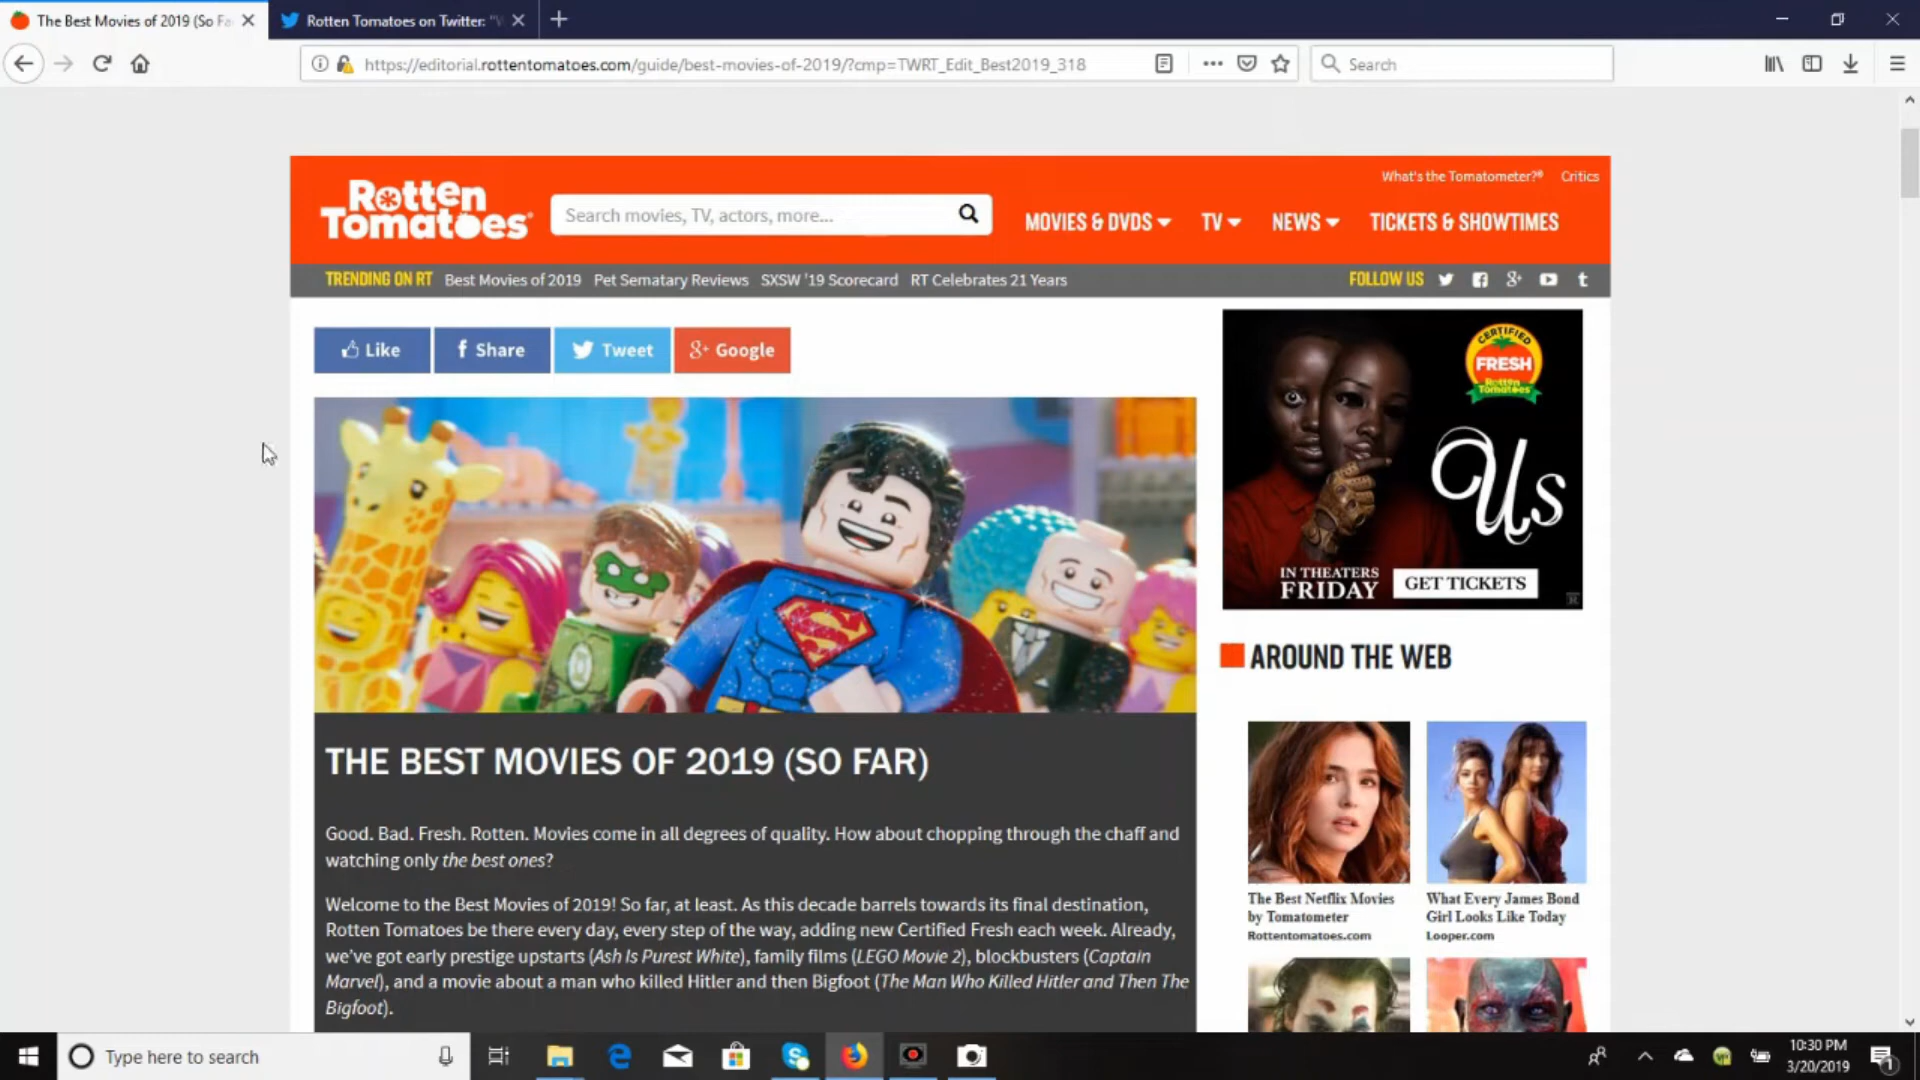 The Best Movies of 2019 (So Fa
Rotten Tomatoes on Twitter: "
https://editorial.rottentomatoes.com/guide/best-movies-of-2019/?cmp=TWRT_Edit_Best2019_318
Search
What's the Tomatometer?® Critics
Rotten Tomatoes®
Search movies, TV, actors, more...
MOVIES & DVDS TV NEWS TICKETS & SHOWTIMES
TRENDING ON RT Best Movies of 2019 Pet Sematary Reviews SXSW '19 Scorecard RT Celebrates 21 Years
FOLLOW US
Like Share Tweet Google
CERTIFIED
FRESH
Rotten
Tomatoes
Us
IN THEATERS
FRIDAY
GET TICKETS
R
AROUND THE WEB
THE BEST MOVIES OF 2019 (SO FAR)
Good. Bad. Fresh. Rotten. Movies come in all degrees of quality. How about chopping through the chaff and
watching only the best ones?
Welcome to the Best Movies of 2019! So far, at least. As this decade barrels towards its final destination,
Rotten Tomatoes be there every day, every step of the way, adding new Certified Fresh each week. Already,
we've got early prestige upstarts (Ash Is Purest White), family films (LEGO Movie 2), blockbusters (Captain
Marvel), and a movie about a man who killed Hitler and then Bigfoot (The Man Who Killed Hitler and Then The
Bigfoot).
The Best Netflix Movies
by Tomatometer
Rottentomatoes.com
What Every James Bond
Girl Looks Like Today
Looper.com
Type here to search
10:30 PM
3/20/2019
1